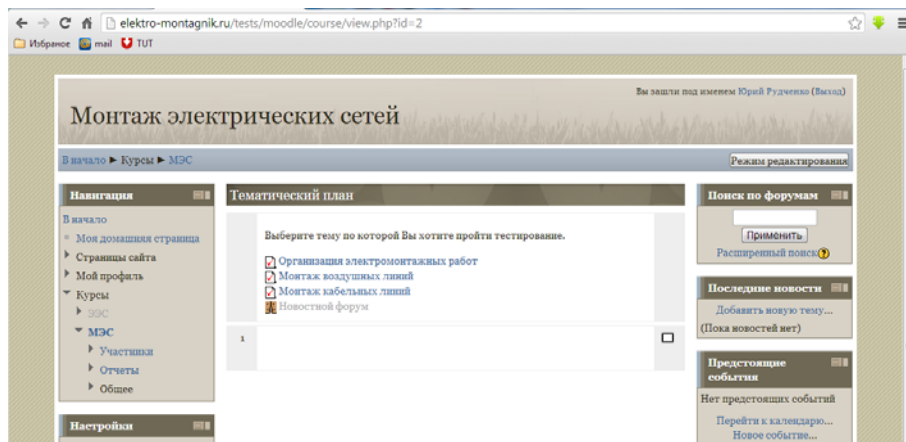 elektro-montagnik.ru/tests/moodle/course/view.php?id=2
Избраное mail TUT
Вы зашли под именем Юрий Рудченко (Выход)
Монтаж электрических сетей
В начало ► Курсы ► МЭС
Режим редактирования
Навигация
В начало
Моя домашняя страница
Страницы сайта
Мой профиль
Курсы
ЭЭС
МЭС
Участники
Отчеты
Общее
Настройки
Тематический план
Выберите тему по которой Вы хотите пройти тестирование.
Организация электромонтажных работ
Монтаж воздушных линий
Монтаж кабельных линий
Новостной форум
1
Поиск по форумам
Применить
Расширенный поиск
Последние новости
Добавить новую тему...
(Пока новостей нет)
Предстоящие
события
Нет предстоящих событий
Перейти к календарю...
Новое событие...